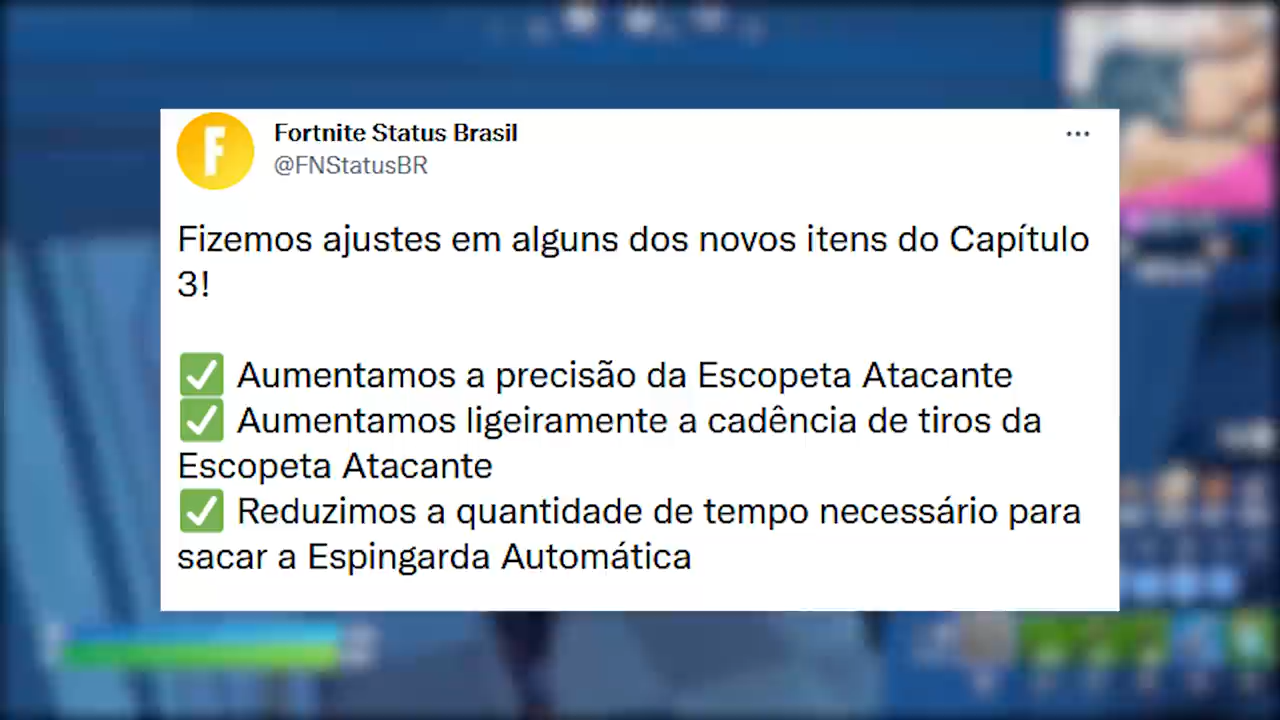 Fortnite Status Brasil
@FNStatusBR
Fizemos ajustes em alguns dos novos itens do Capítulo
3!
✅ Aumentamos a precisão da Escopeta Atacante
✅ Aumentamos ligeiramente a cadência de tiros da
Escopeta Atacante
✅ Reduzimos a quantidade de tempo necessário para
sacar a Espingarda Automática